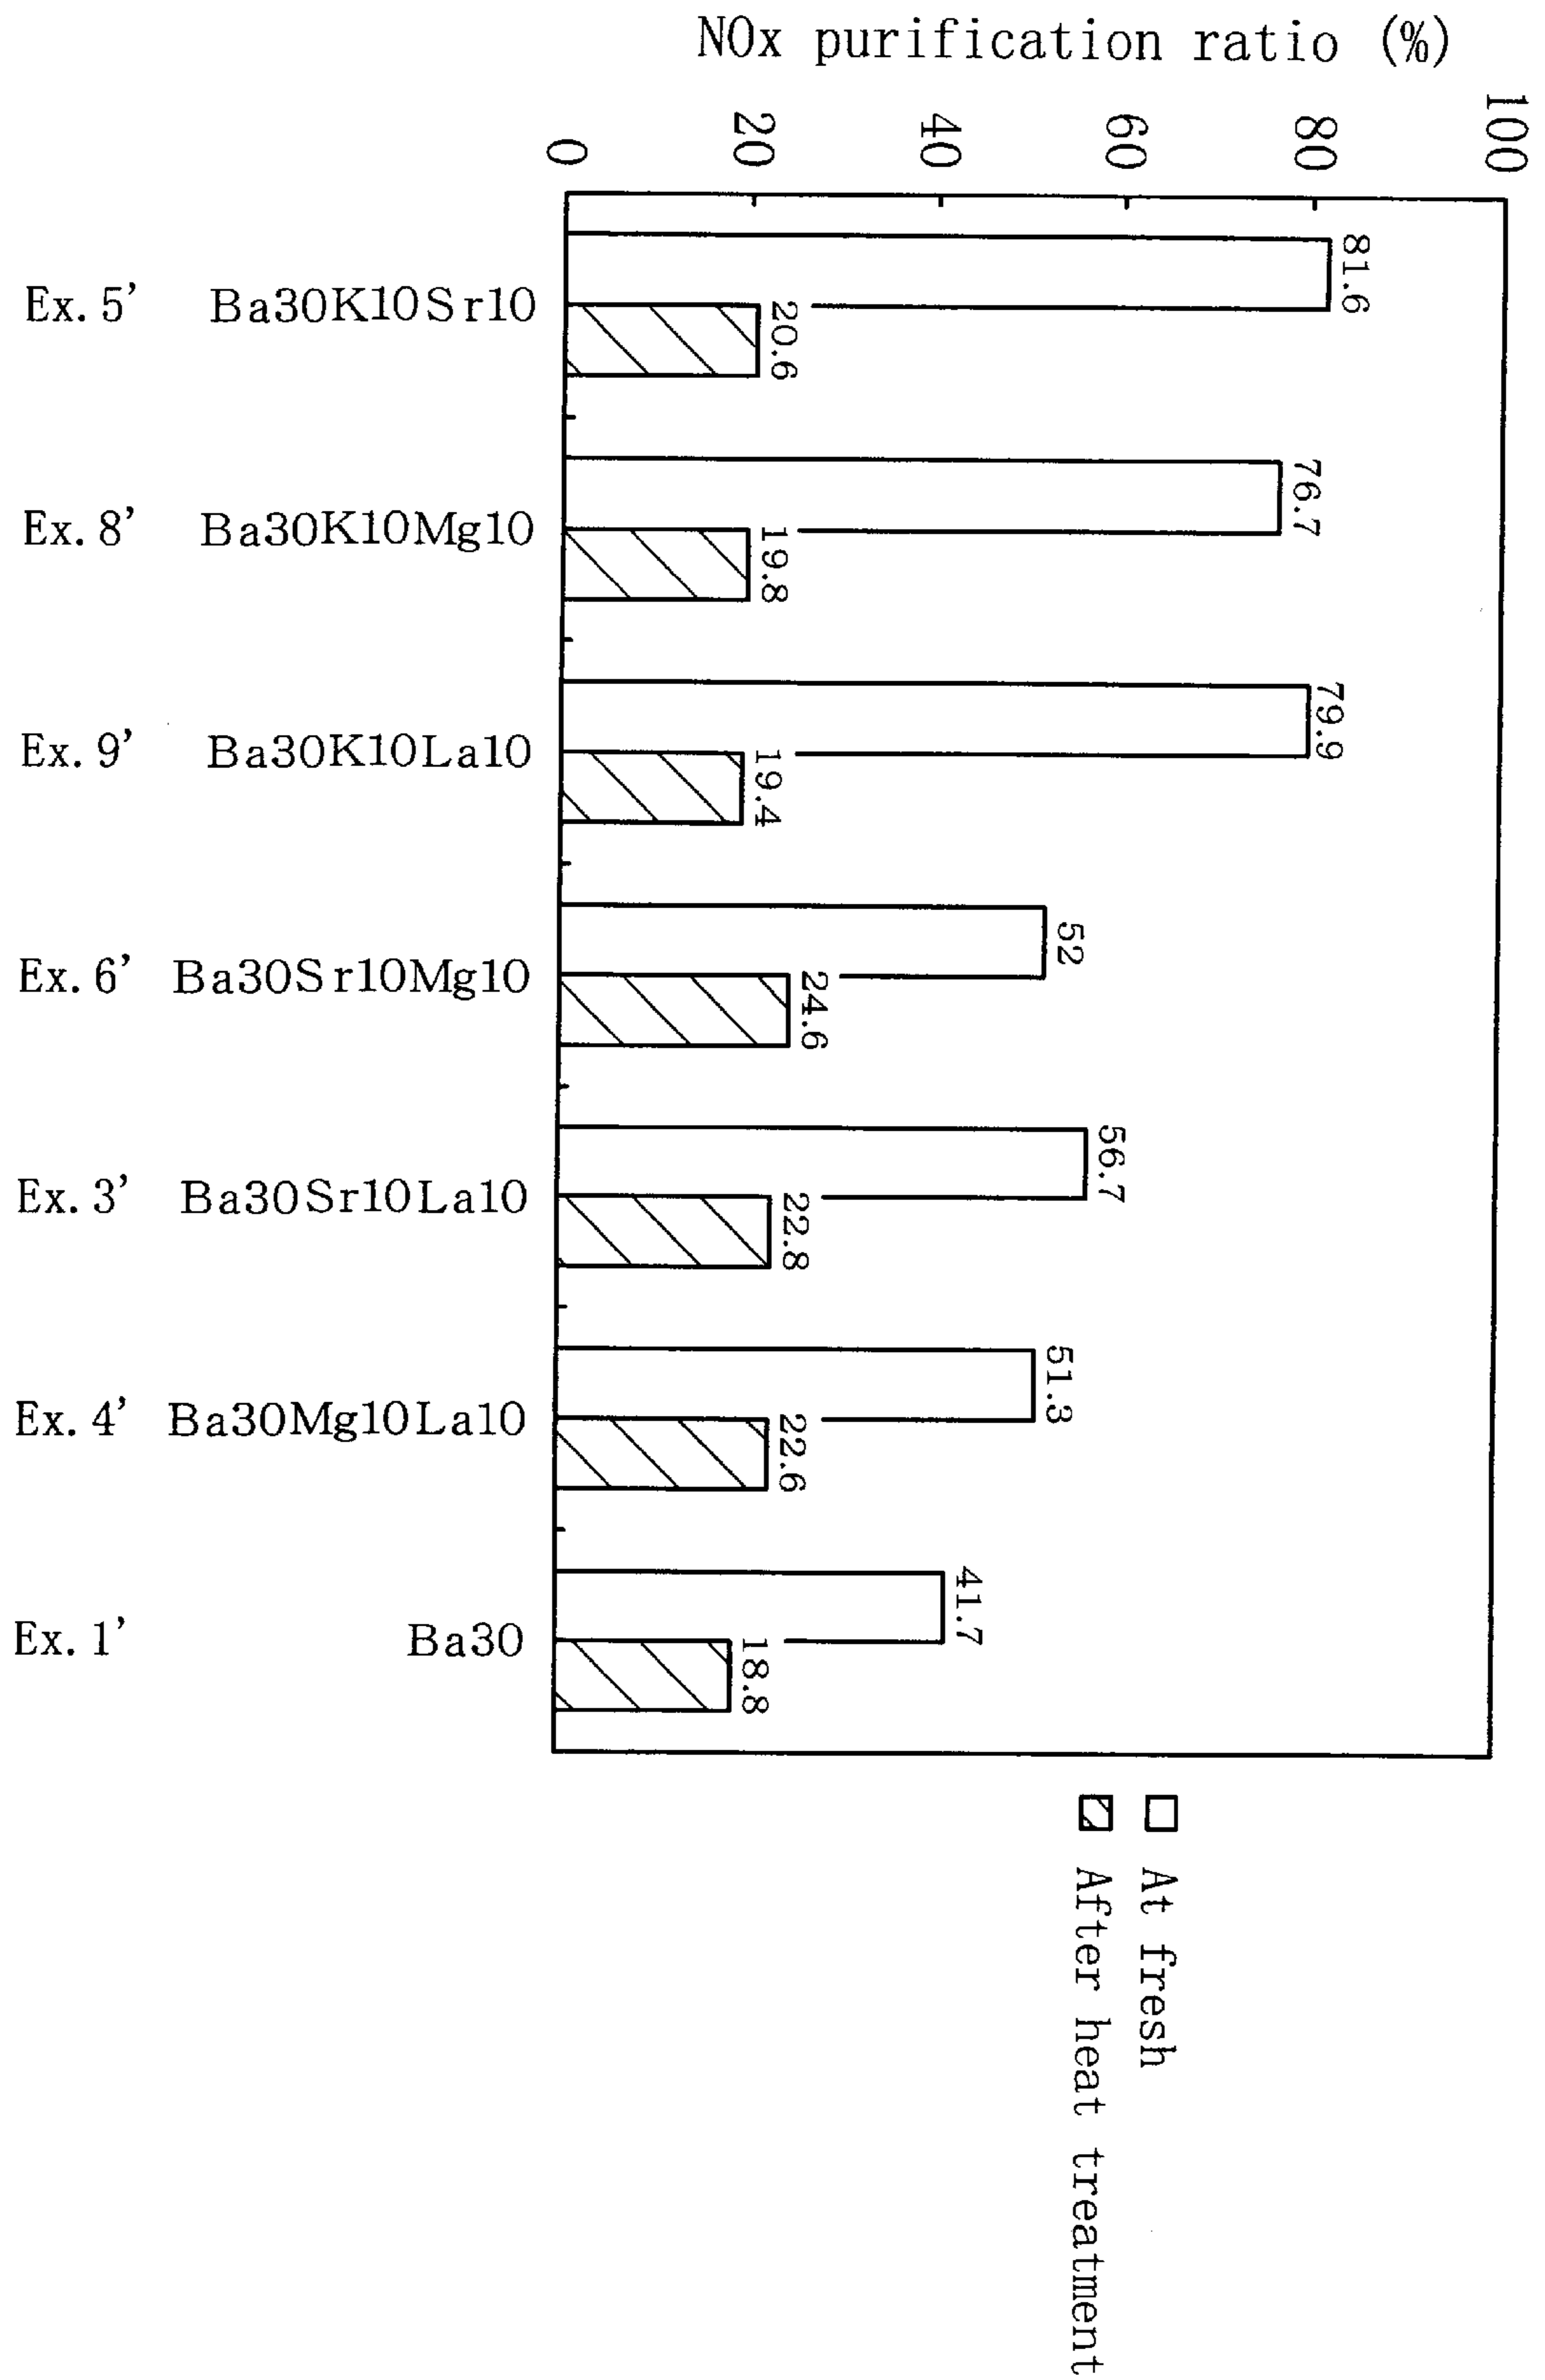 NOx purification ratio (%)
0
20
40
60
80
100
81.6
20.6
Ex. 5' Ba30K10Sr10
76.7
19.8
Ex. 8' Ba30K10Mg10
79.9
19.4
Ex. 9' Ba30K10La10
52
24.6
Ex. 6' Ba30Sr10Mg10
56.7
22.8
Ex. 3' Ba30Sr10La10
51.3
22.6
Ex. 4' Ba30Mg10La10
41.7
18.8
Ex. 1' Ba30
At fresh
After heat treatment